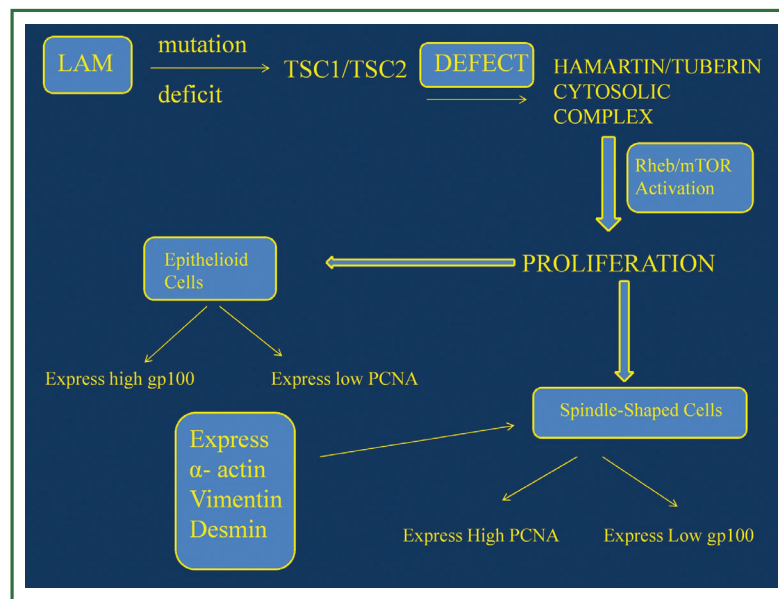 LAM
mutation
deficit
TSC1/TSC2
DEFECT
HAMARTIN/TUBERIN
CYTOSOLIC
COMPLEX
Rheb/mTOR
Activation
PROLIFERATION
Epithelioid
Cells
Express high gp100
Express low PCNA
Spindle-Shaped Cells
Express
α- actin
Vimentin
Desmin
Express High PCNA
Express Low gp100